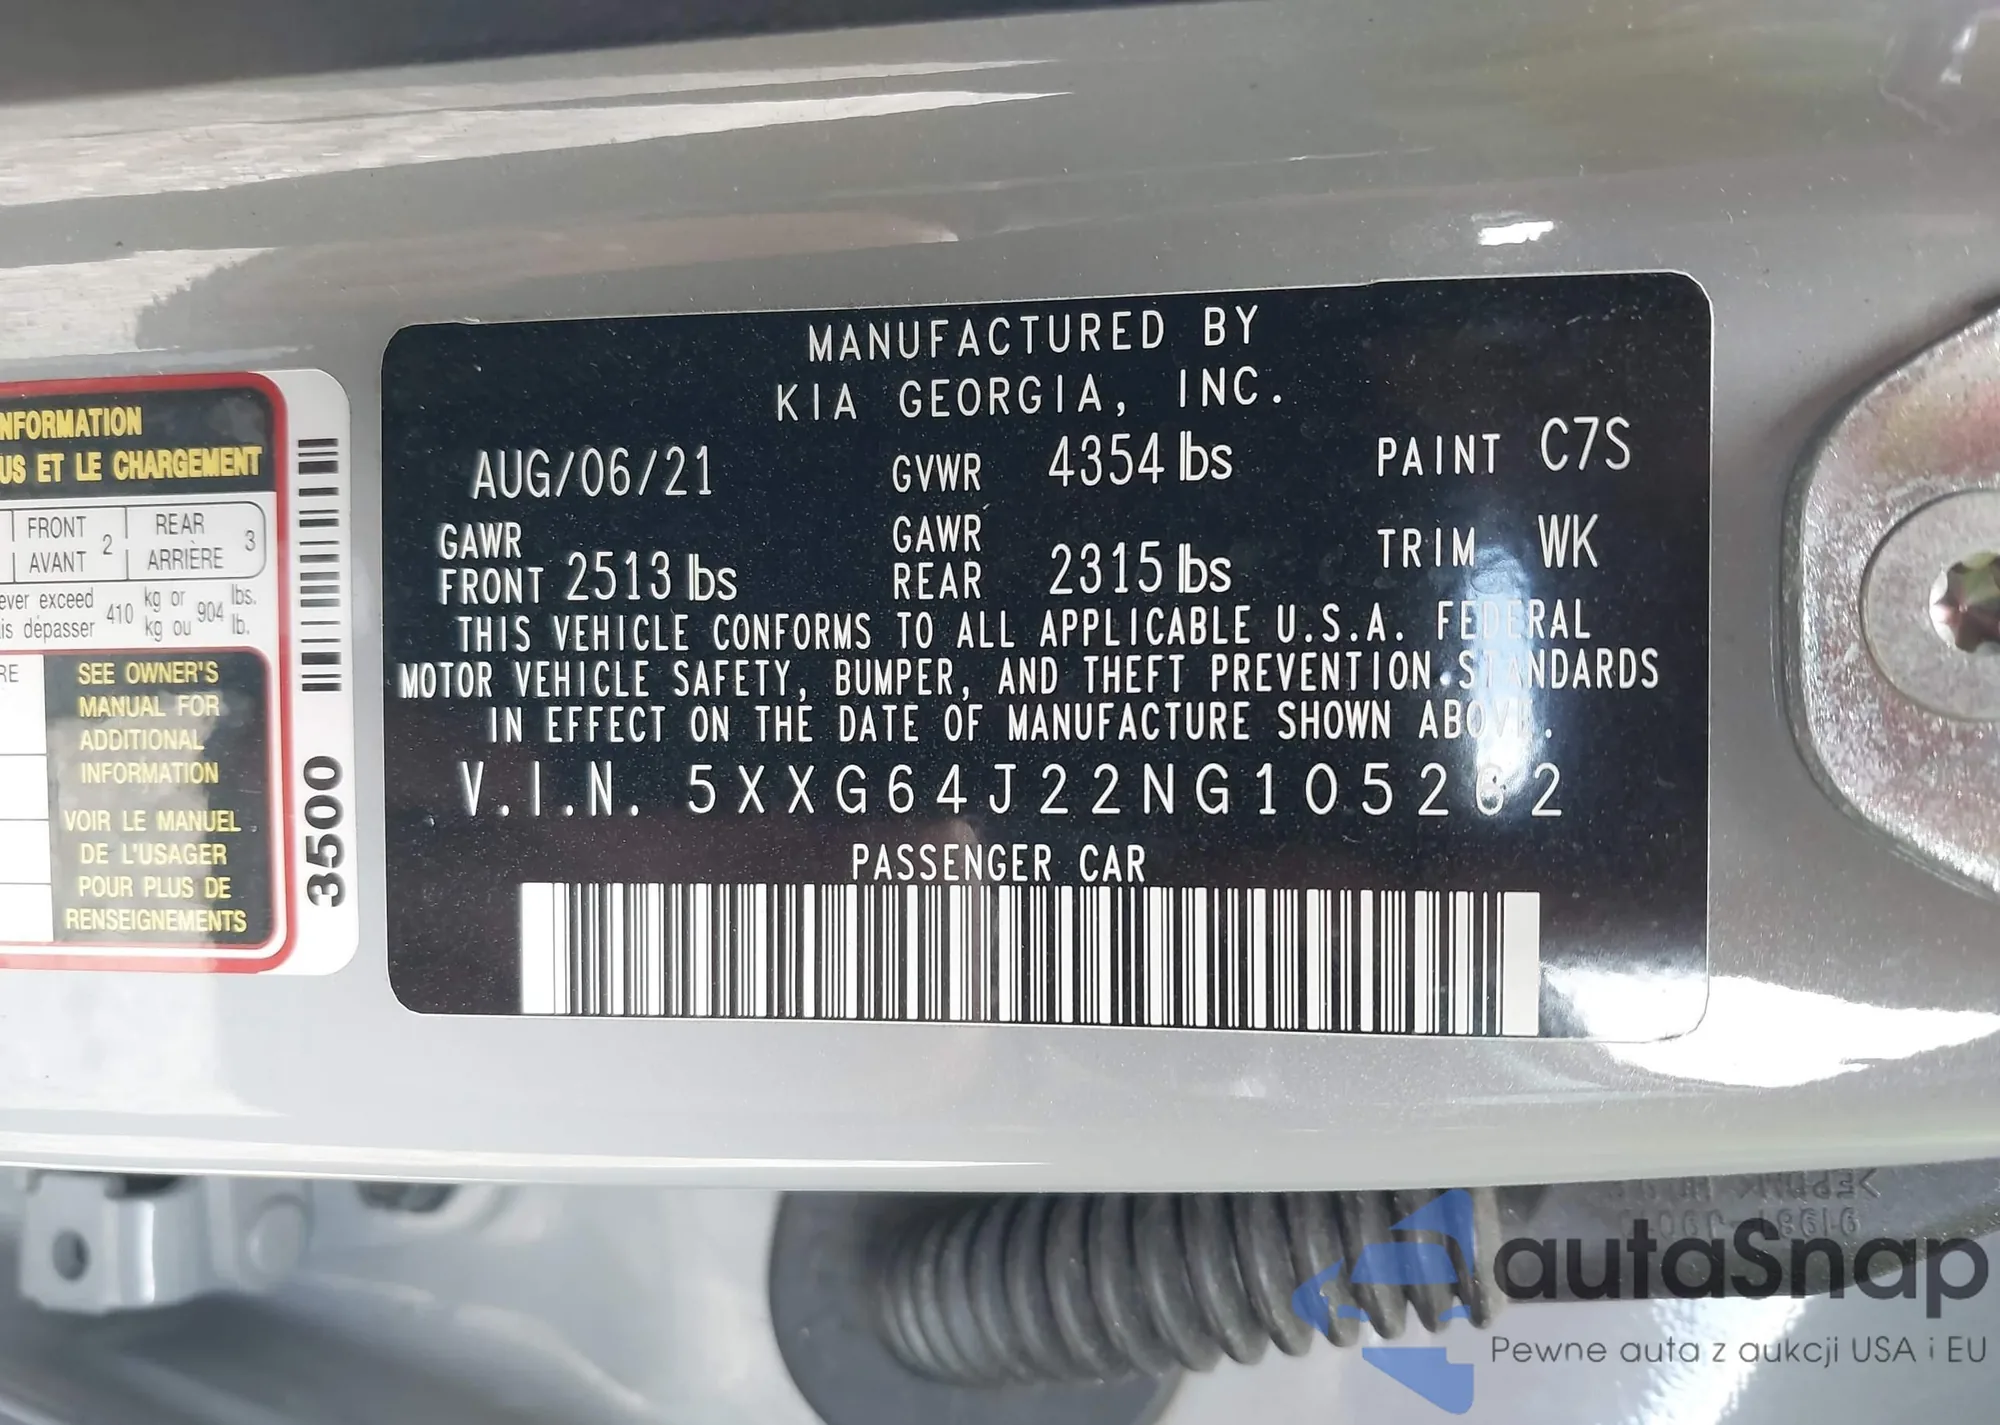 NFORMATION
US ET LE CHARGEMENT
FRONT 2 REAR 3
AVANT ARRIÈRE
ever exceed 410 kg or 904 lbs.
is dépasser kg ou lb.
RE
SEE OWNER'S
MANUAL FOR
ADDITIONAL
INFORMATION
VOIR LE MANUEL
DE L'USAGER
POUR PLUS DE
RENSEIGNEMENTS
3500
MANUFACTURED BY
KIA GEORGIA, INC.
AUG/06/21 GVWR 4354 lbs PAINT C7S
GAWR FRONT 2513 lbs GAWR REAR 2315 lbs TRIM WK
THIS VEHICLE CONFORMS TO ALL APPLICABLE U.S.A. FEDERAL
MOTOR VEHICLE SAFETY, BUMPER, AND THEFT PREVENTION STANDARDS
IN EFFECT ON THE DATE OF MANUFACTURE SHOWN ABOVE.
V.I.N. 5XXG64J22NG105262
PASSENGER CAR
autaSnap
Pewne auta z aukcji USA i EU